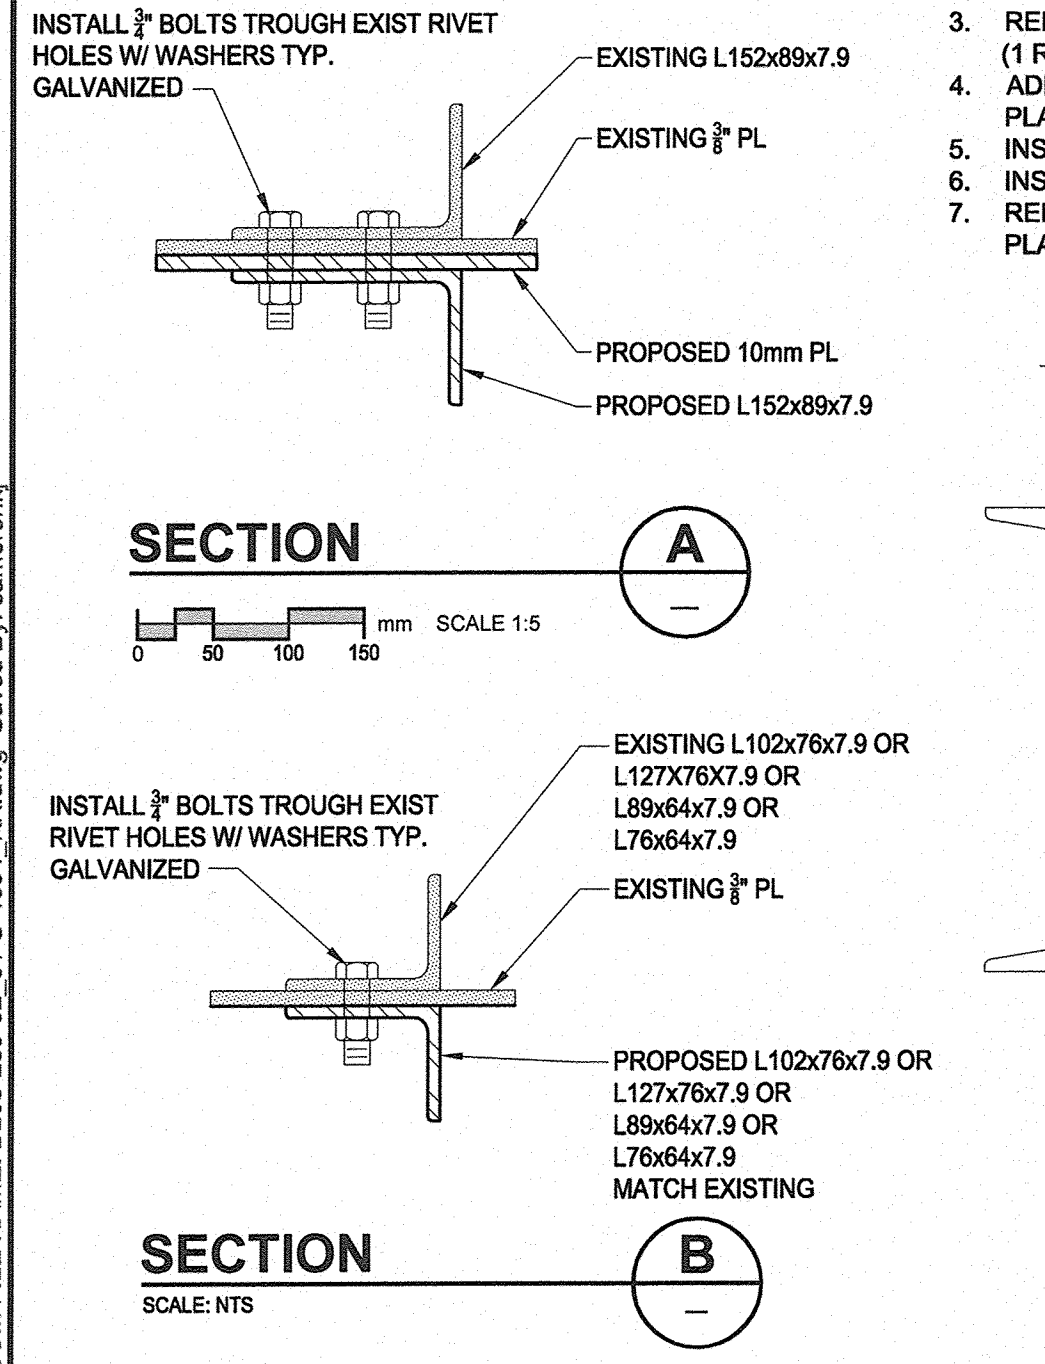 INSTALL 3/4" BOLTS TROUGH EXIST RIVET
HOLES W/ WASHERS TYP.
GALVANIZED
EXISTING L152x89x7.9
EXISTING 3/8" PL
PROPOSED 10mm PL
PROPOSED L152x89x7.9
3.
4.
PLA
5. INS
6. INS
7.
PLA
SECTION
A
—
0 50 100 150
mm SCALE 1:5
EXISTING L102x76x7.9 OR
L127X76X7.9 OR
L89x64x7.9 OR
L76x64x7.9
INSTALL 3/4" BOLTS TROUGH EXIST
RIVET HOLES W/ WASHERS TYP.
GALVANIZED
EXISTING 3/8" PL
PROPOSED L102x76x7.9 OR
L127x76x7.9 OR
L89x64x7.9 OR
L76x64x7.9
MATCH EXISTING
SECTION
B
—
SCALE: NTS